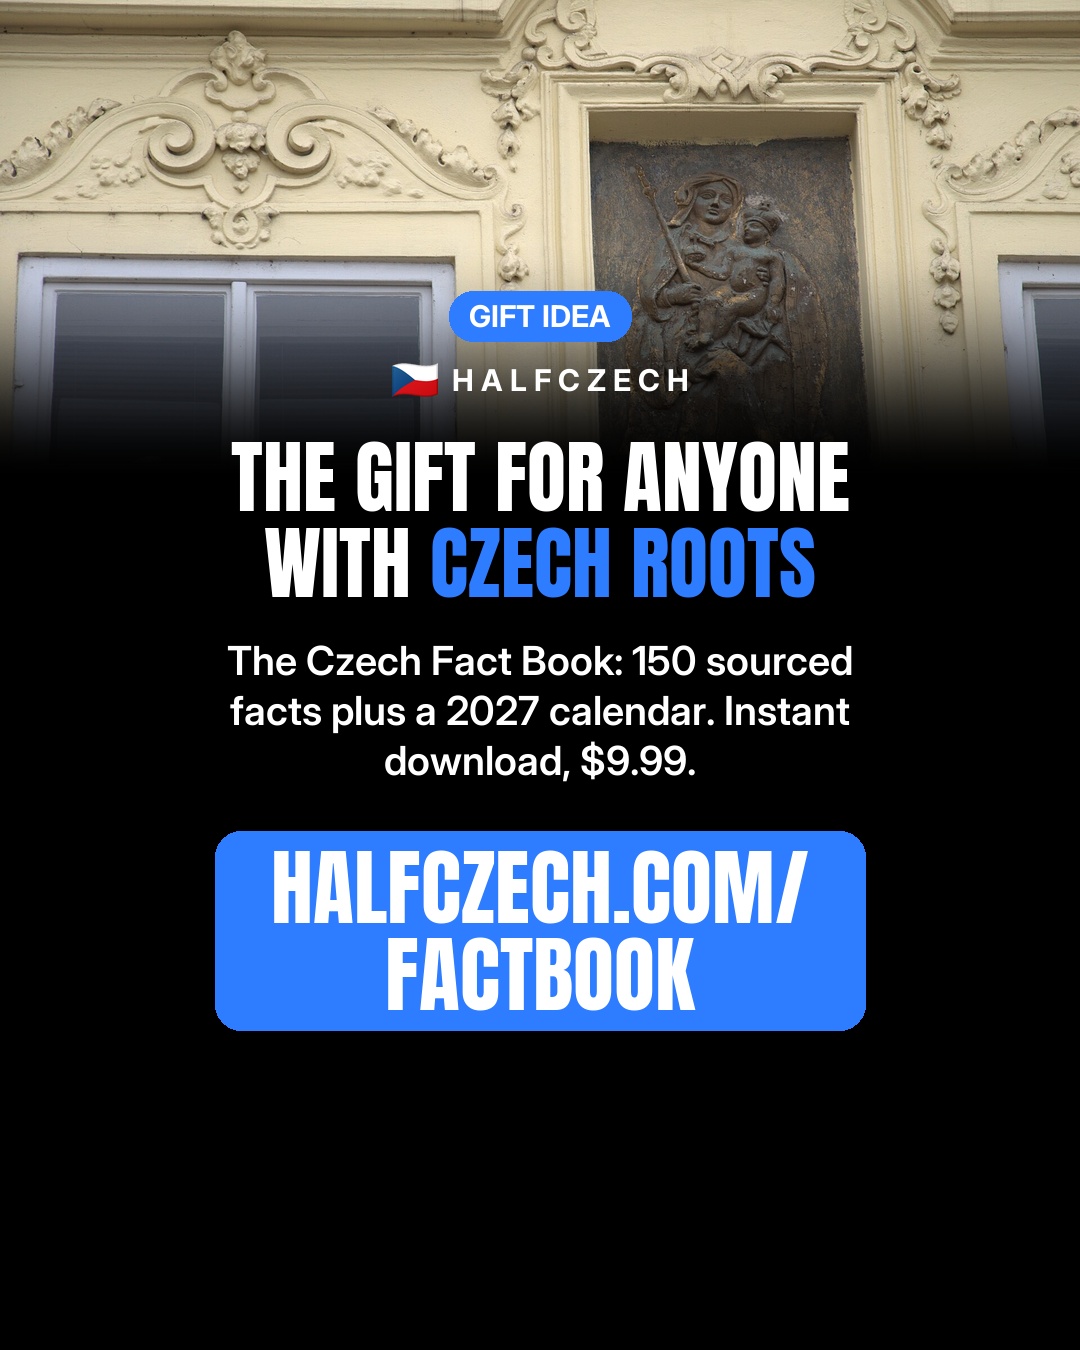 GIFT IDEA
HALFCZECH
THE GIFT FOR ANYONE
WITH CZECH ROOTS
The Czech Fact Book: 150 sourced
facts plus a 2027 calendar. Instant
download, $9.99.
HALFCZECH.COM/
FACTBOOK